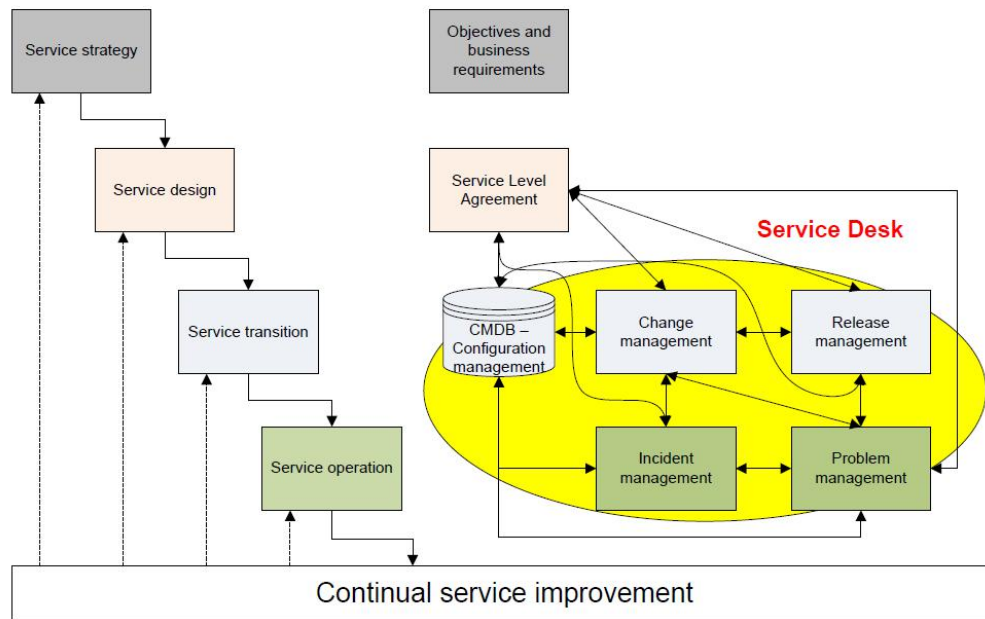 Service strategy
Objectives and
business
requirements
Service design
Service Level
Agreement
Service Desk
Service transition
CMDB –
Configuration
management
Change
management
Release
management
Service operation
Incident
management
Problem
management
Continual service improvement